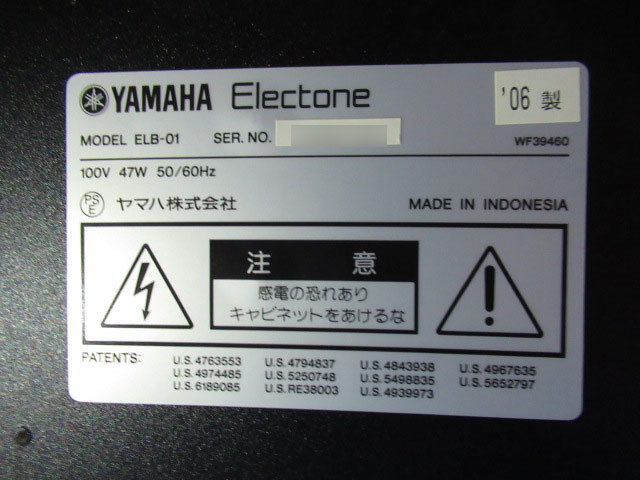 YAMAHA Electone
'06 製
MODEL ELB-01 SER. NO.
WF39460
100V 47W 50/60Hz
PSE ヤマハ株式会社
MADE IN INDONESIA
注意
感電の恐れあり
キャビネットをあけるな
PATENTS: U.S.4763553 U.S.4794837 U.S.4843938 U.S.4967635
U.S.4974485 U.S.5250748 U.S.5498835 U.S.5652797
U.S.6189085 U.S.RE38003 U.S.4939973